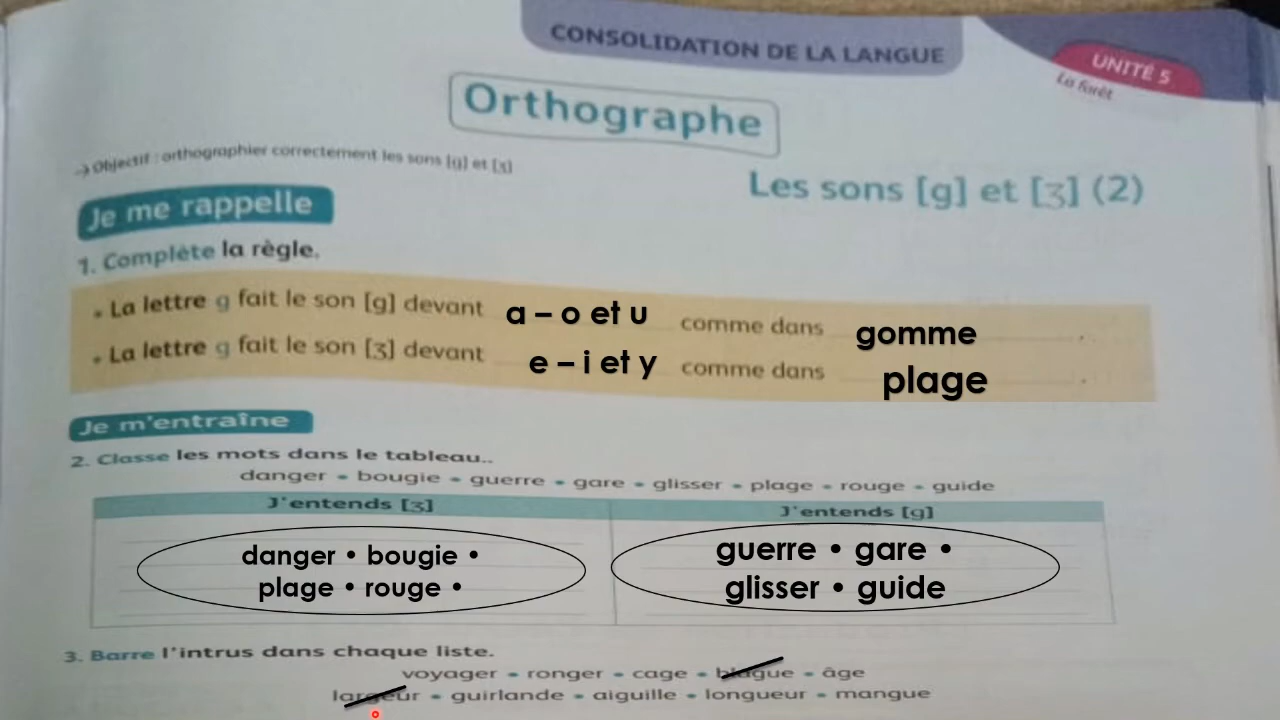 CONSOLIDATION DE LA LANGUE
UNITÉ 5
La forêt
Orthographe
→ Objectif : orthographier correctement les sons [g] et [ʒ]
Les sons [g] et [ʒ] (2)
Je me rappelle
1. Complète la règle.
• La lettre g fait le son [g] devant a – o et u comme dans gomme .
• La lettre g fait le son [ʒ] devant e – i et y comme dans plage .
Je m'entraîne
2. Classe les mots dans le tableau..
danger • bougie • guerre • gare • glisser • plage • rouge • guide
J'entends [ʒ] J'entends [g]
danger • bougie • guerre • gare •
plage • rouge • glisser • guide
3. Barre l'intrus dans chaque liste.
voyager • ronger • cage • blague • âge
largeur • guirlande • aiguille • longueur • mangue